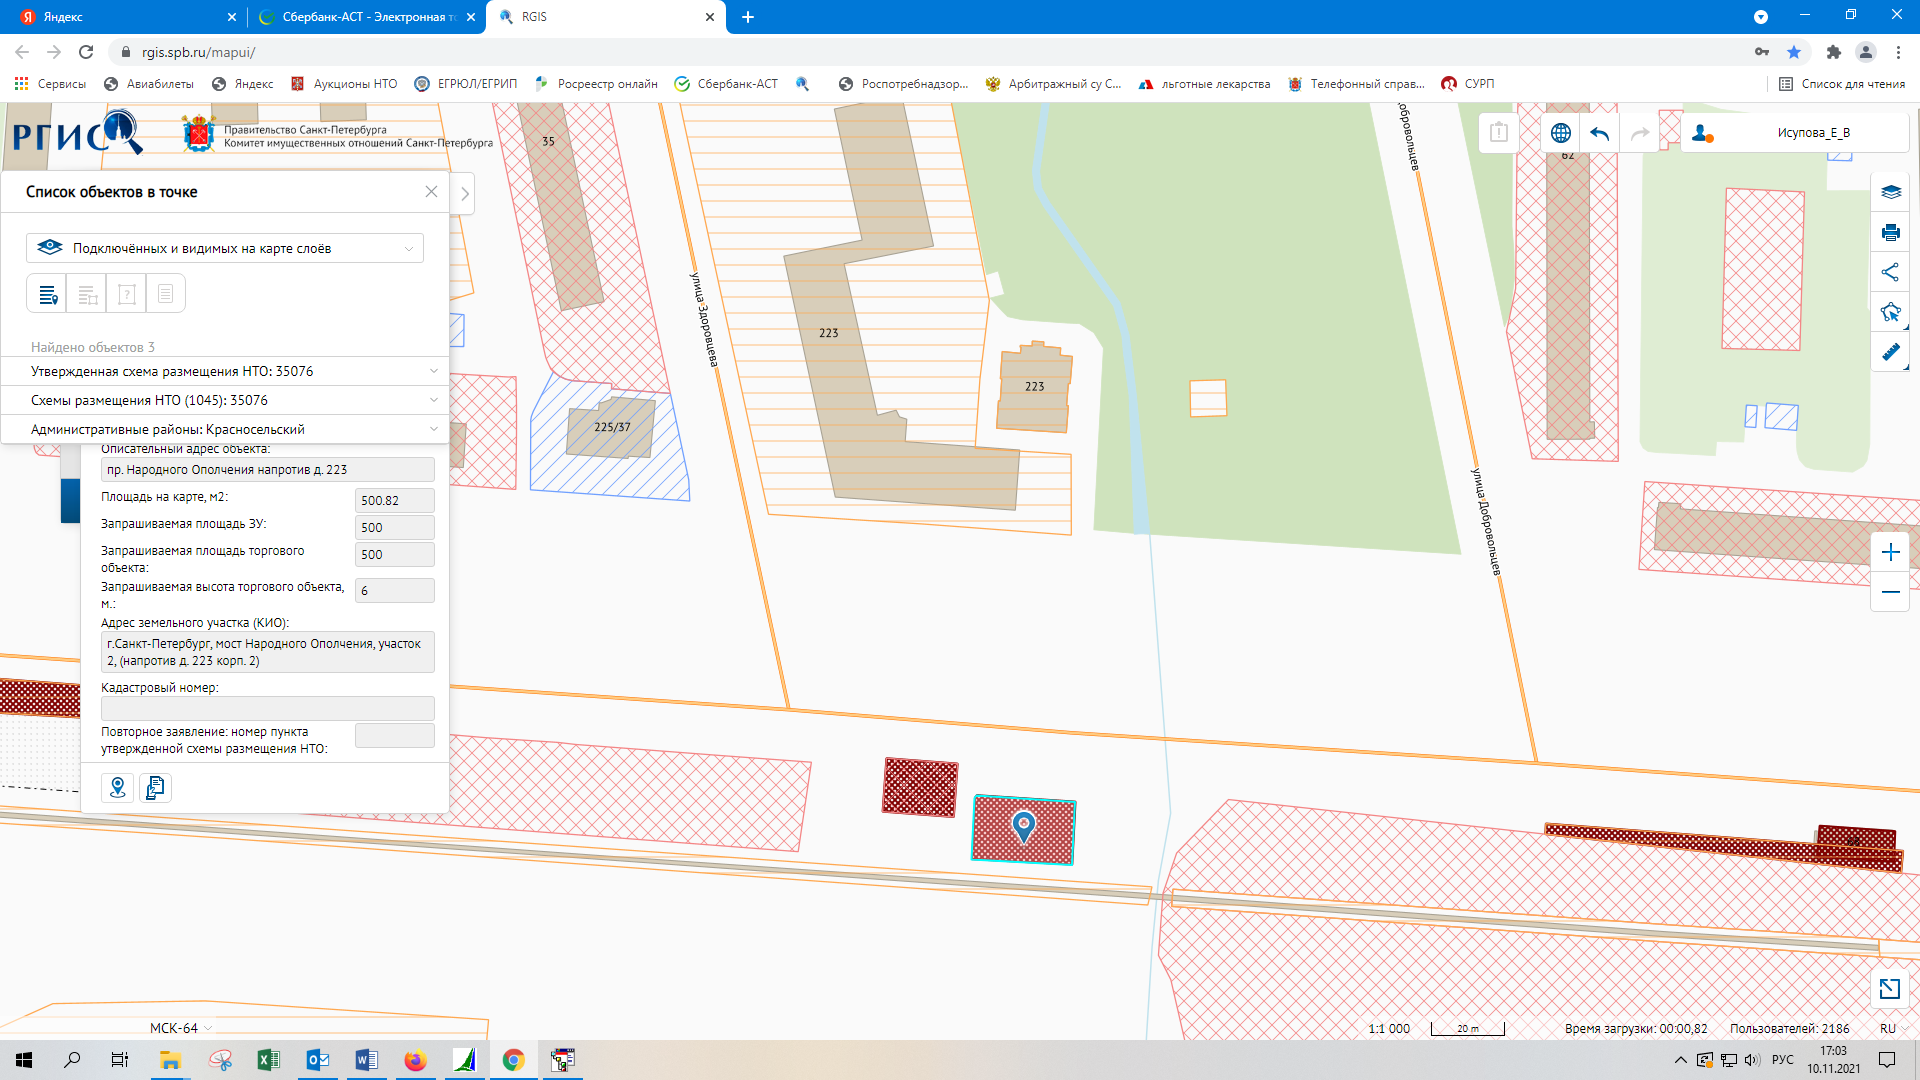 Яндекс
Сбербанк-АСТ - Электронная то
RGIS
rgis.spb.ru/mapui/
Сервисы
Авиабилеты
Яндекс
Аукционы НТО
ЕГРЮЛ/ЕГРИП
Росреестр онлайн
Сбербанк-АСТ
Роспотребнадзор...
Арбитражный су С...
льготные лекарства
Телефонный справ...
СУРП
Список для чтения
РГИС
Правительство Санкт-Петербурга
Комитет имущественных отношений Санкт-Петербурга
Исупова_Е_В
Список объектов в точке
Подключённых и видимых на карте слоёв
Найдено объектов 3
Утвержденная схема размещения НТО: 35076
Схемы размещения НТО (1045): 35076
Административные районы: Красносельский
Описательный адрес объекта:
пр. Народного Ополчения напротив д. 223
Площадь на карте, м2:
500.82
Запрашиваемая площадь ЗУ:
500
Запрашиваемая площадь торгового
объекта:
500
Запрашиваемая высота торгового объекта,
м.:
6
Адрес земельного участка (КИО):
г.Санкт-Петербург, мост Народного Ополчения, участок
2, (напротив д. 223 корп. 2)
Кадастровый номер:
Повторное заявление: номер пункта
утвержденной схемы размещения НТО:
35
62
223
223
225/37
улица Здоровцева
Добровольцев
улица Добровольцев
МСК-64
1:1 000
20 m
Время загрузки: 00:00,82
Пользователей: 2186
RU
РУС
17:03
10.11.2021